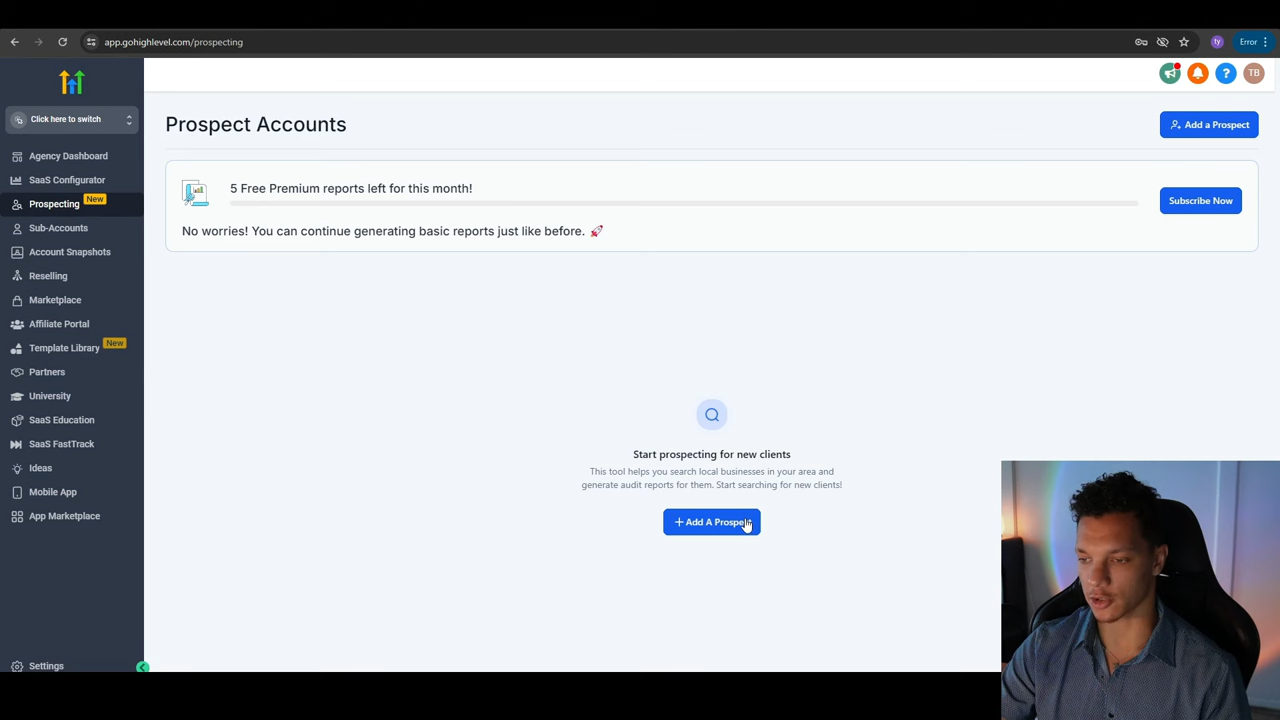 app.gohighlevel.com/prospecting
ty
Error
Click here to switch
TB
Agency Dashboard
SaaS Configurator
Prospecting New
Sub-Accounts
Account Snapshots
Reselling
Marketplace
Affiliate Portal
Template Library New
Partners
University
SaaS Education
SaaS FastTrack
Ideas
Mobile App
App Marketplace
Settings
Prospect Accounts
Add a Prospect
5 Free Premium reports left for this month!
Subscribe Now
No worries! You can continue generating basic reports just like before. 🚀
Start prospecting for new clients
This tool helps you search local businesses in your area and
generate audit reports for them. Start searching for new clients!
+ Add A Prospect